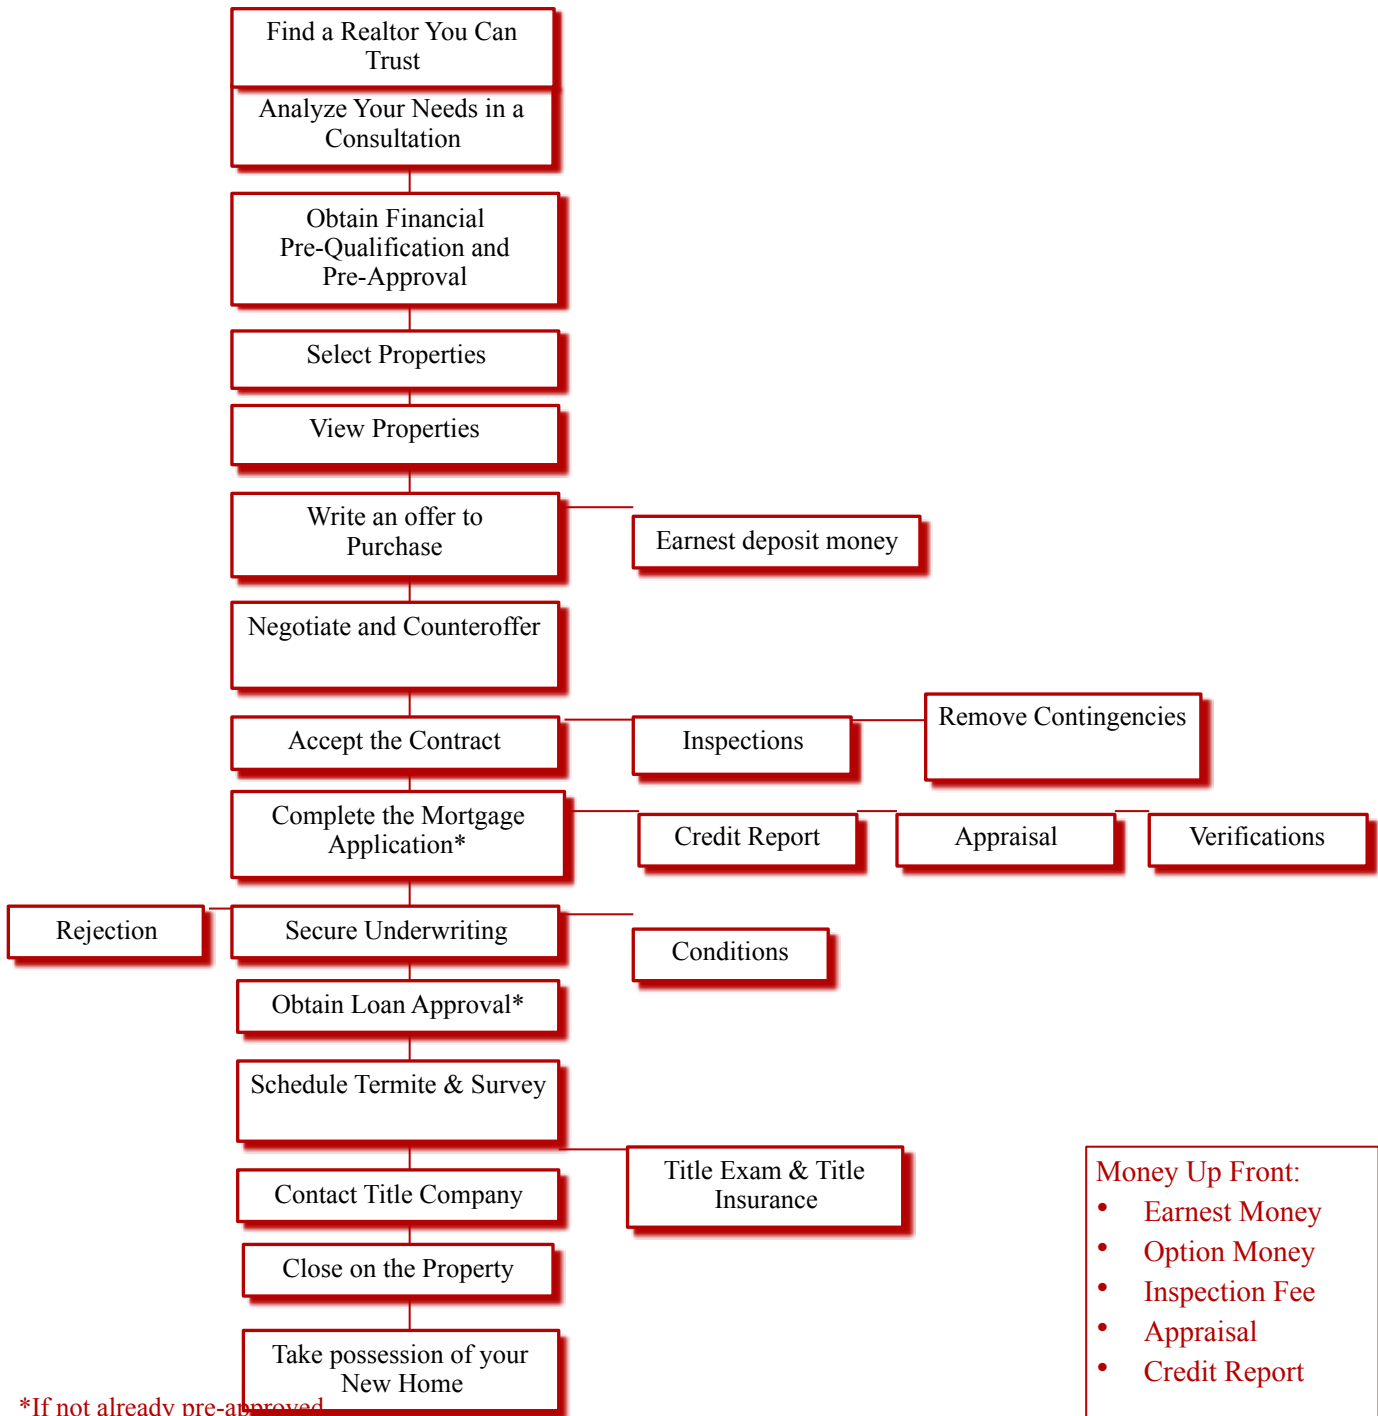 Find a Realtor You Can
Trust
Analyze Your Needs in a
Consultation
Obtain Financial
Pre-Qualification and
Pre-Approval
Select Properties
View Properties
Write an offer to
Purchase
Earnest deposit money
Negotiate and Counteroffer
Accept the Contract
Inspections
Remove Contingencies
Complete the Mortgage
Application*
Credit Report
Appraisal
Verifications
Rejection
Secure Underwriting
Conditions
Obtain Loan Approval*
Schedule Termite & Survey
Title Exam & Title
Insurance
Contact Title Company
Close on the Property
Take possession of your
New Home
*If not already pre-approved
Money Up Front:
• Earnest Money
• Option Money
• Inspection Fee
• Appraisal
• Credit Report